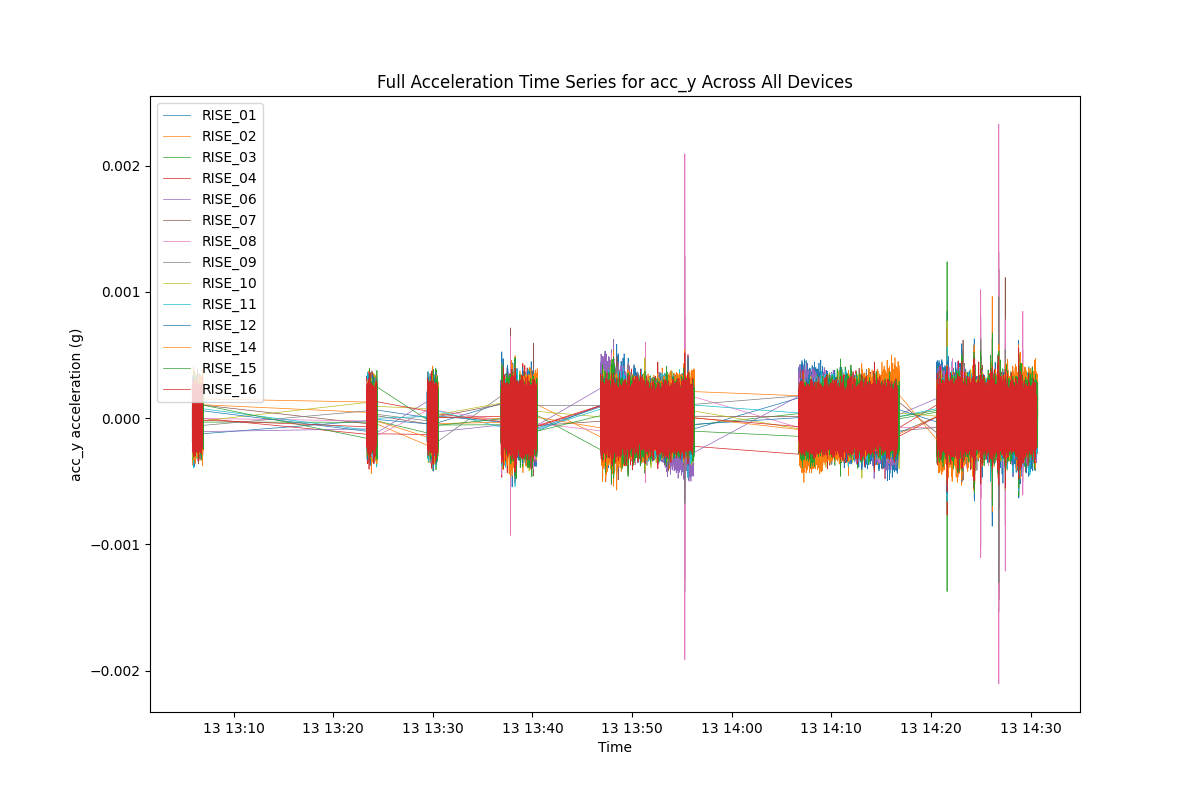 Full Acceleration Time Series for acc_y Across All Devices
RISE_01
RISE_02
RISE_03
RISE_04
RISE_06
RISE_07
RISE_08
RISE_09
RISE_10
RISE_11
RISE_12
RISE_14
RISE_15
RISE_16
0.002
0.001
0.000
−0.001
−0.002
acc_y acceleration (g)
13 13:10 13 13:20 13 13:30 13 13:40 13 13:50 13 14:00 13 14:10 13 14:20 13 14:30
Time